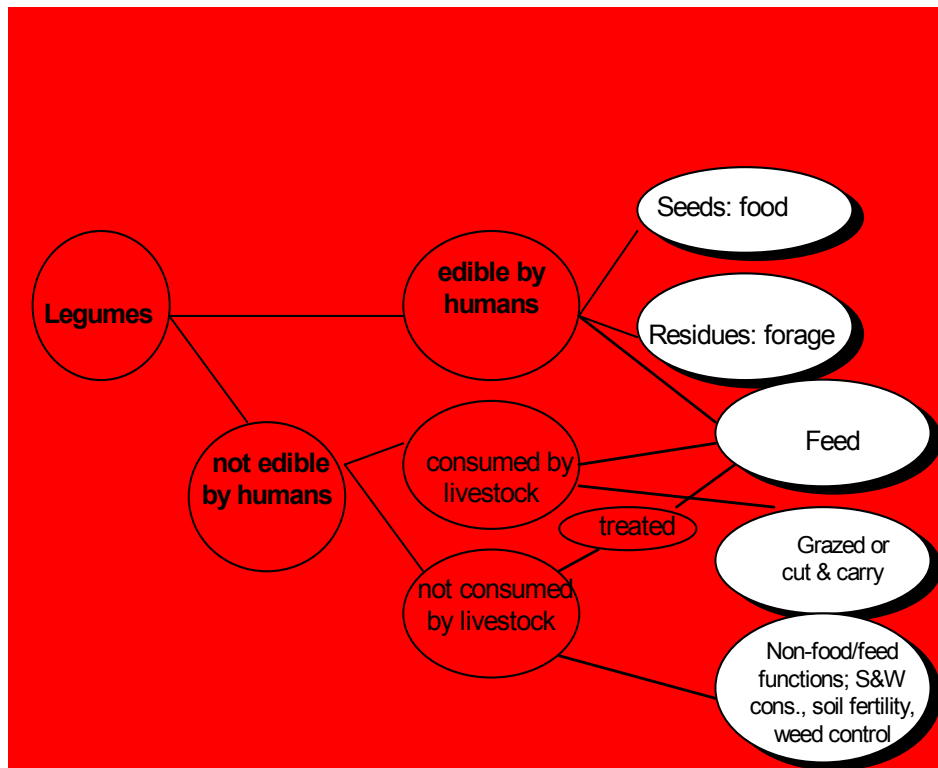 Seeds: food
edible by
humans
Legumes
Residues: forage
Feed
not edible
by humans
consumed by
livestock
treated
Grazed or
cut & carry
not consumed
by livestock
Non-food/feed
functions; S&W
cons., soil fertility,
weed control